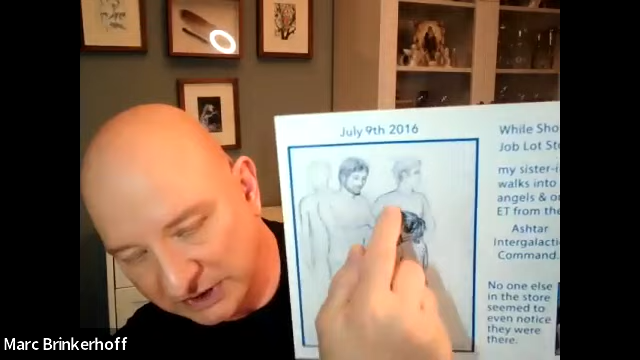 July 9th 2016
While
Job Lot
my
walks into
angels &
ET from the
Ashtar
Command.
No one else
in the store
seemed to
even notice
they were
there.
Marc Brinkerhoff